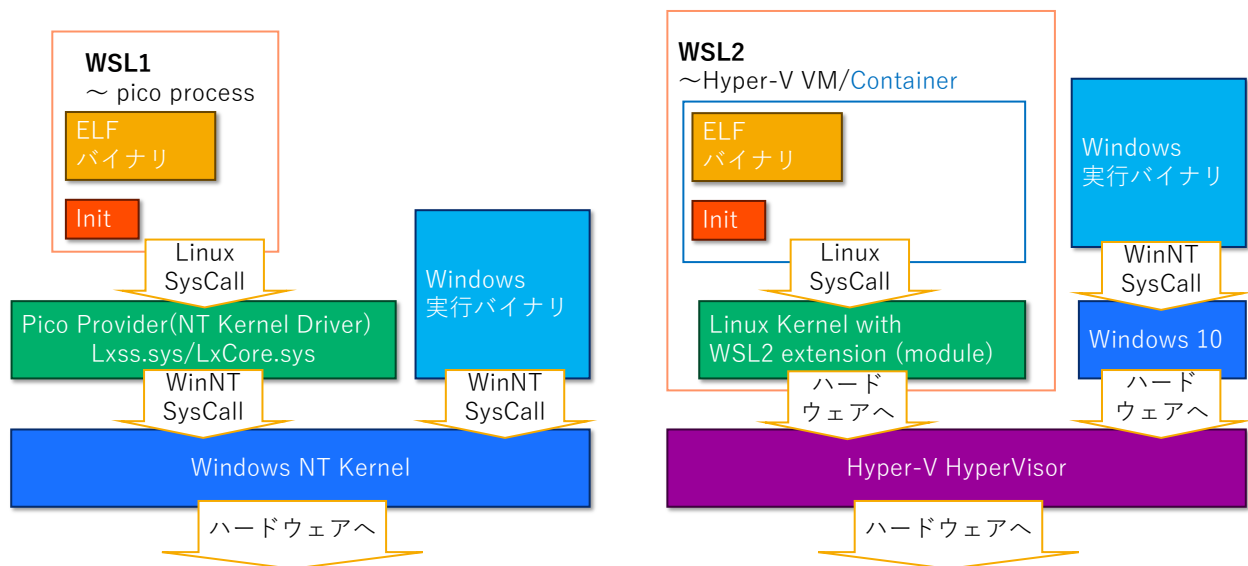 WSL1
～ pico process
ELF
バイナリ
Init
Linux
SysCall
Windows
実行バイナリ
Pico Provider(NT Kernel Driver)
Lxss.sys/LxCore.sys
WinNT
SysCall
WinNT
SysCall
Windows NT Kernel
ハードウェアへ
WSL2
～Hyper-V VM/Container
ELF
バイナリ
Init
Linux
SysCall
Windows
実行バイナリ
WinNT
SysCall
Linux Kernel with
WSL2 extension (module)
Windows 10
ハード
ウェアへ
ハード
ウェアへ
Hyper-V HyperVisor
ハードウェアへ